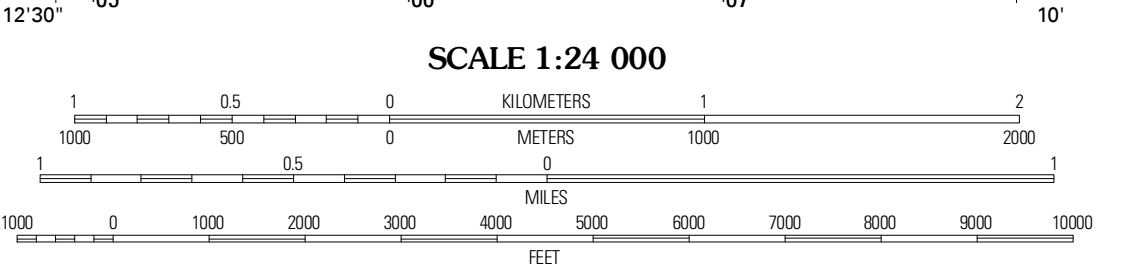 12'30" 10'
SCALE 1:24 000
1 0.5 0 KILOMETERS 1 2
1000 500 0 METERS 1000 2000
1 0.5 0 1
MILES
1000 0 1000 2000 3000 4000 5000 6000 7000 8000 9000 10000
FEET